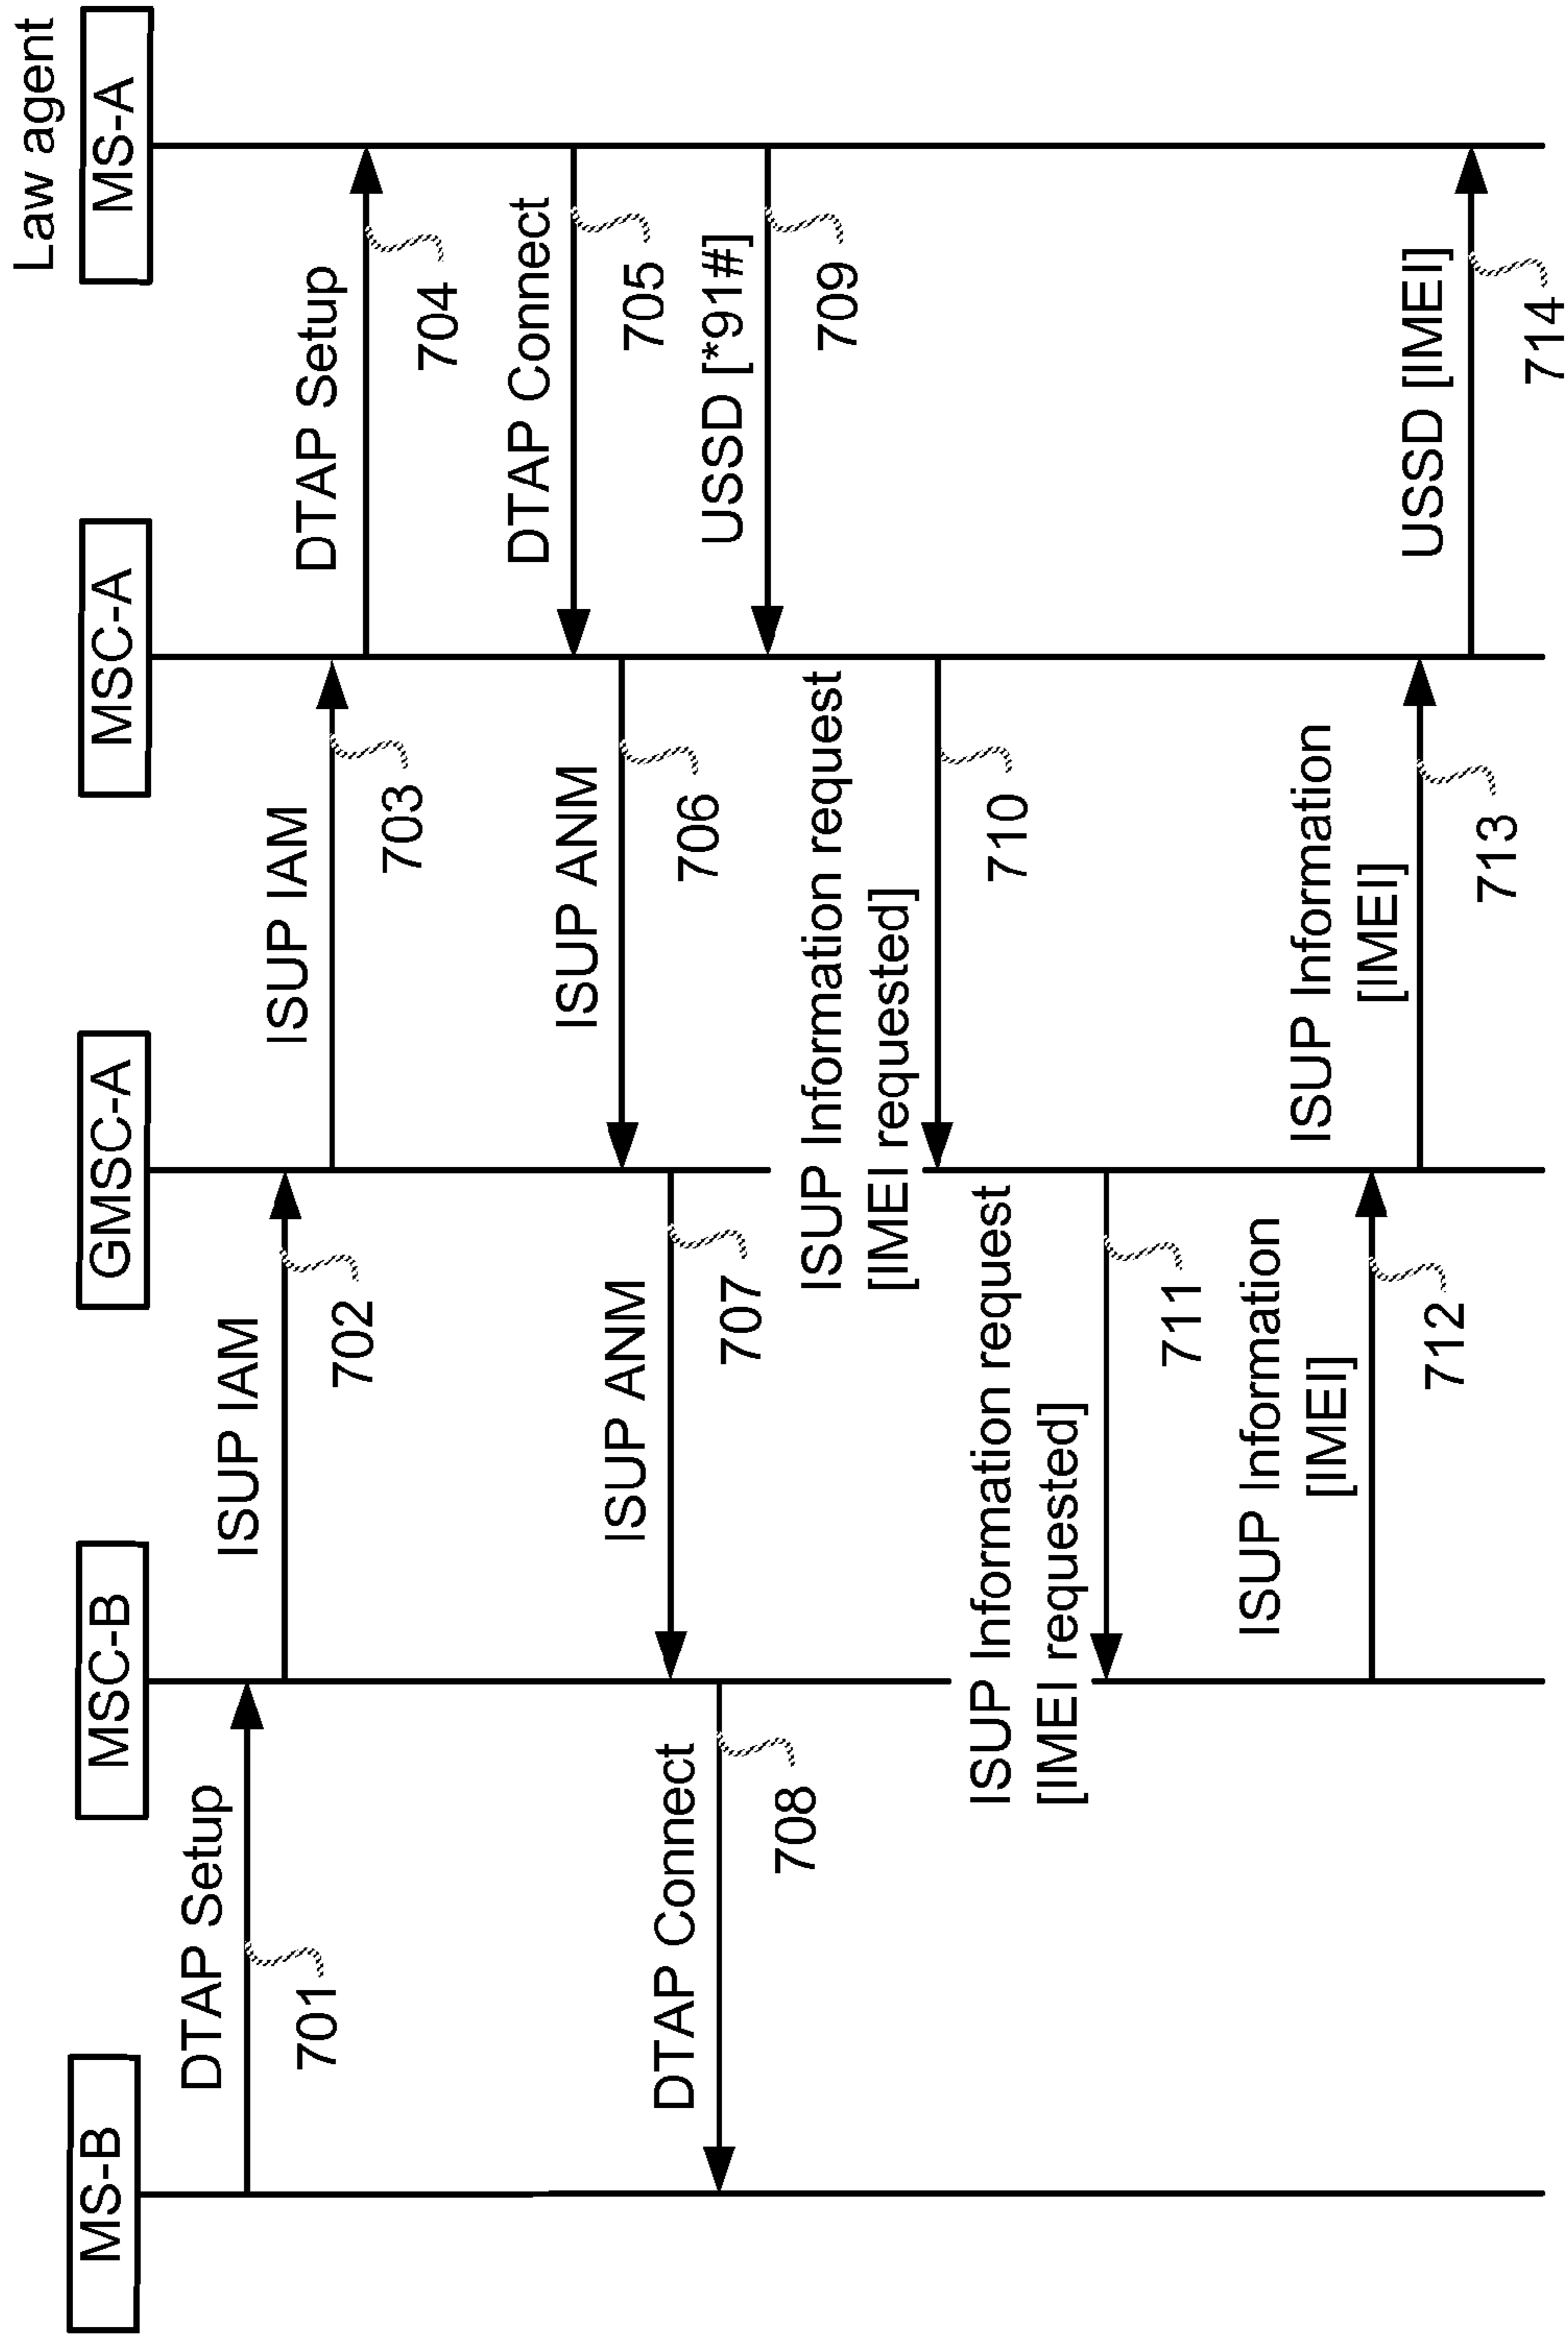 Law agent
MS-B
MSC-B
GMSC-A
MSC-A
MS-A
DTAP Setup
701
ISUP IAM
702
ISUP IAM
703
DTAP Setup
704
DTAP Connect
705
ISUP ANM
706
ISUP ANM
707
DTAP Connect
708
USSD [*91#]
709
ISUP Information request
[IMEI requested]
710
ISUP Information request
[IMEI requested]
711
ISUP Information
[IMEI]
712
ISUP Information
[IMEI]
713
USSD [IMEI]
714